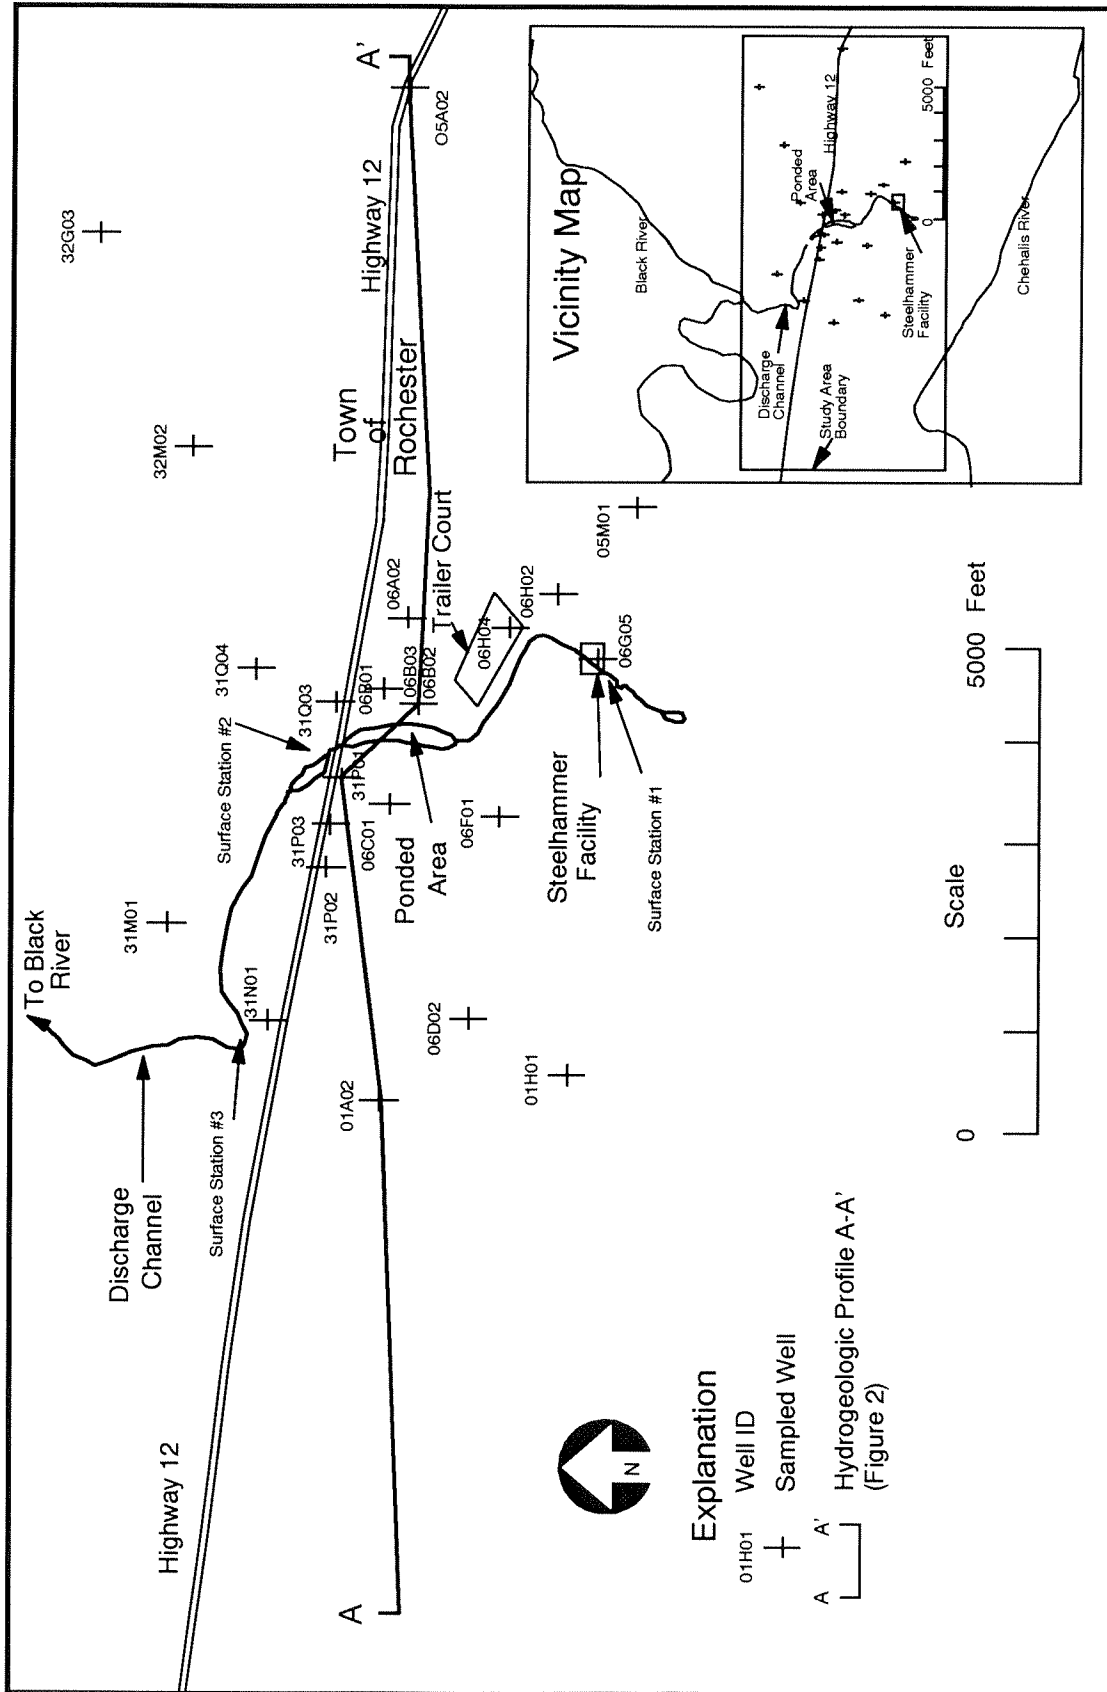 To Black
River
Discharge
Channel
Surface Station #3
31M01
31N01
Surface Station #2
31Q04
32M02
32G03
Highway 12
Highway 12
31P02
31P03
31P01
31Q03
Town
of
Rochester
A
A'
01A02
06C01
06B01
06B03
06B02
06A02
O5A02
Ponded
Area
Trailer Court
06D02
06F01
06H04
06H02
01H01
Steelhammer
Facility
Surface Station #1
06G05
05M01
N
Explanation
01H01
Well ID
Sampled Well
A
A'
Hydrogeologic Profile A-A'
(Figure 2)
Scale
0
5000 Feet
Vicinity Map
Black River
Discharge
Channel
Ponded
Area
Highway 12
Study Area
Boundary
Steelhammer
Facility
0
5000 Feet
Chehalis River